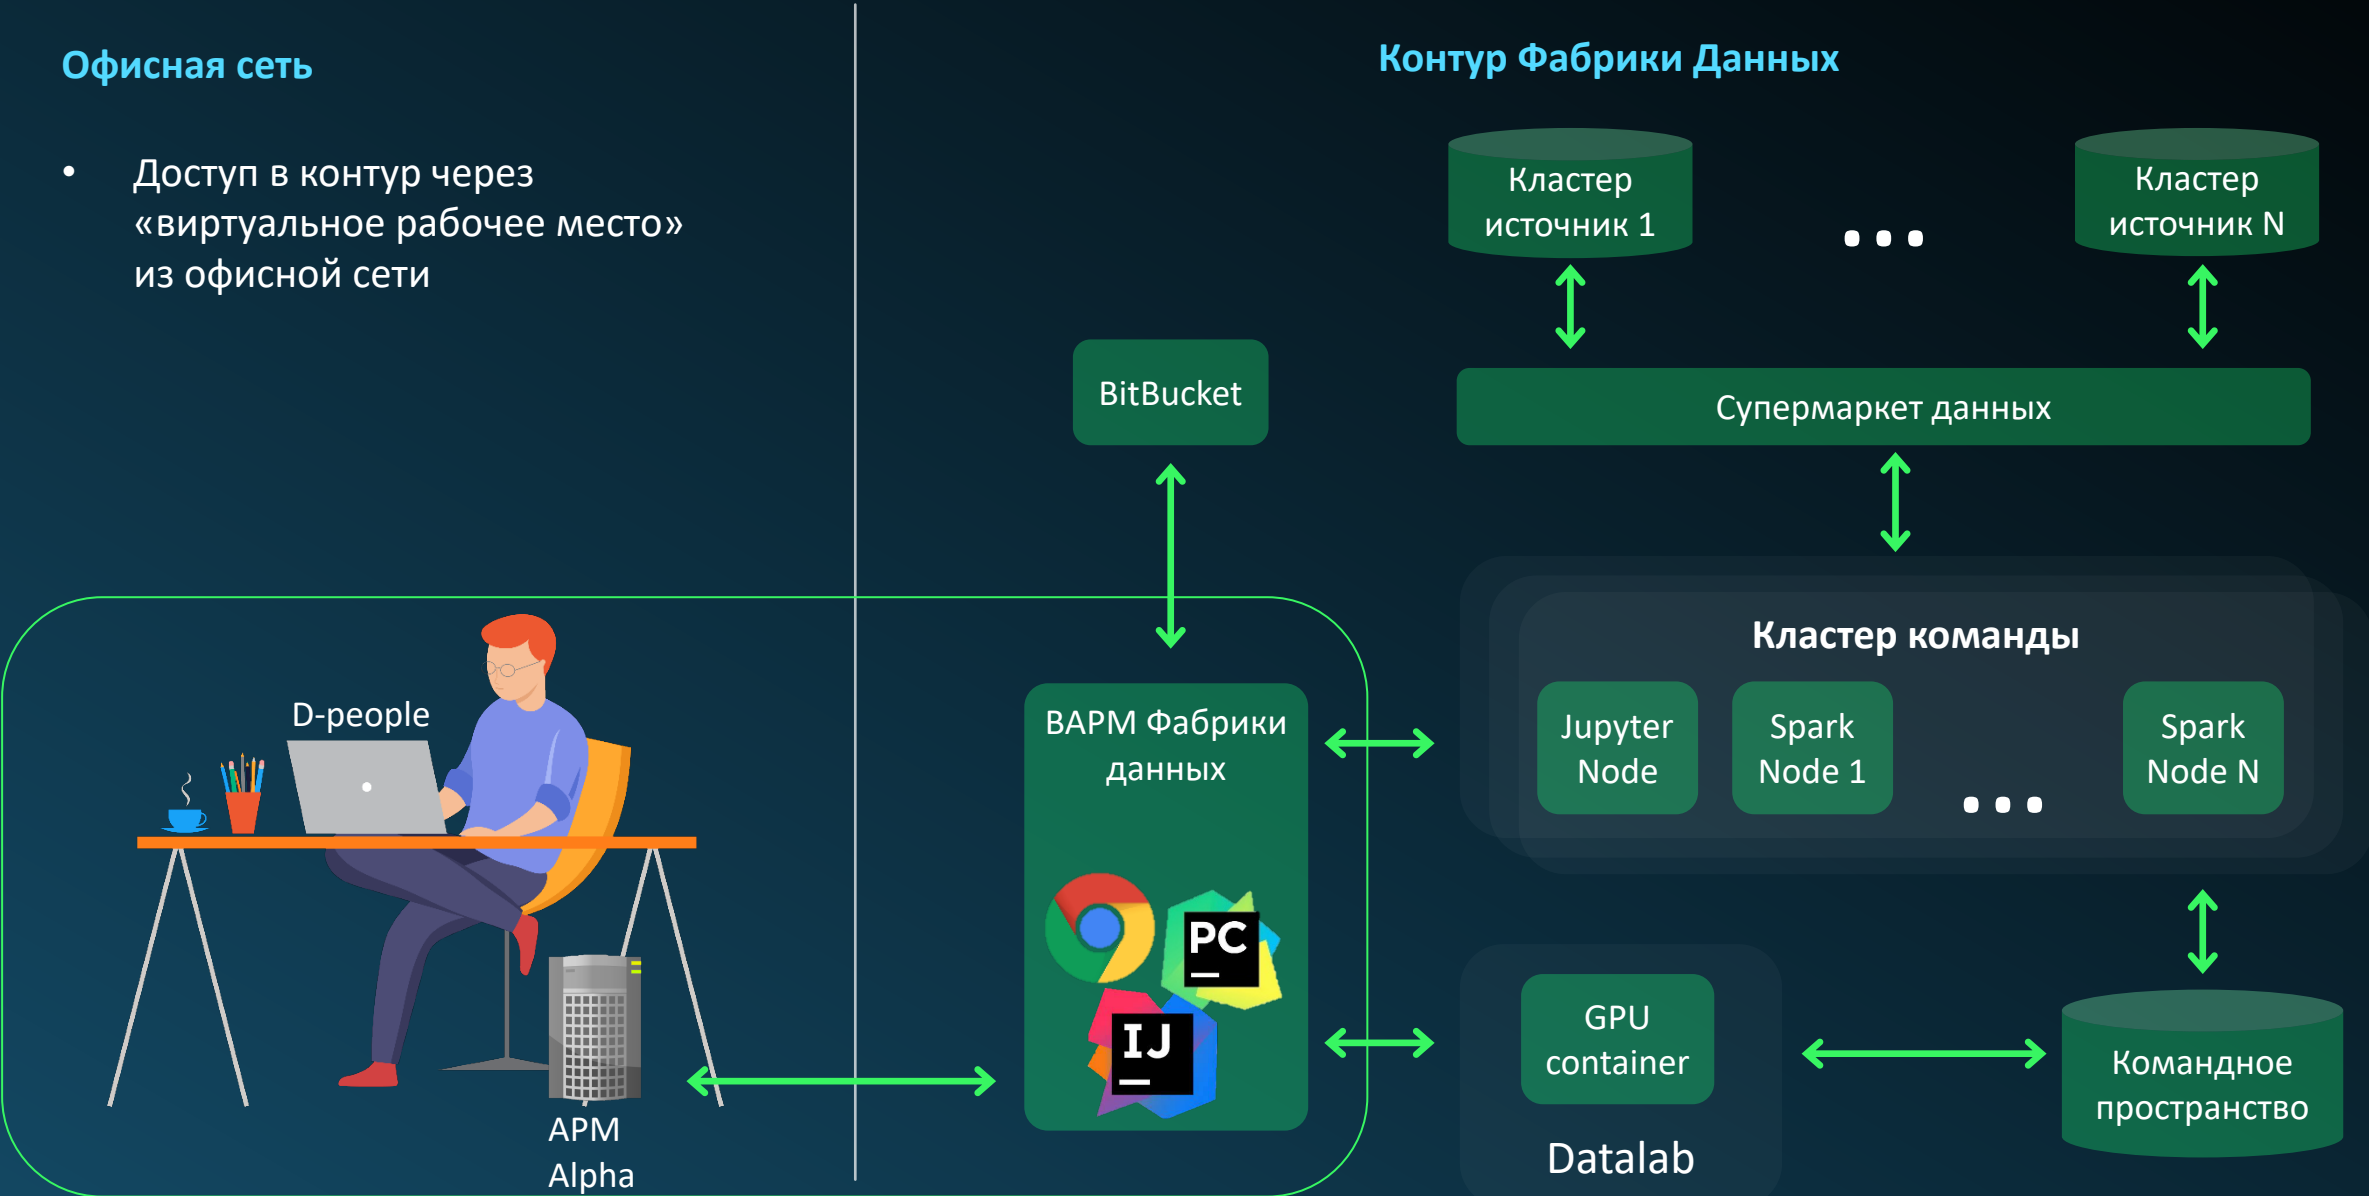 Офисная сеть
• Доступ в контур через
«виртуальное рабочее место»
из офисной сети
Контур Фабрики Данных
Кластер
источник 1
...
Кластер
источник N
BitBucket
Супермаркет данных
Кластер команды
Jupyter
Node
Spark
Node 1
...
Spark
Node N
D-people
ВАРМ Фабрики
данных
PC
IJ
GPU
container
Datalab
Командное
пространство
АРМ
Alpha